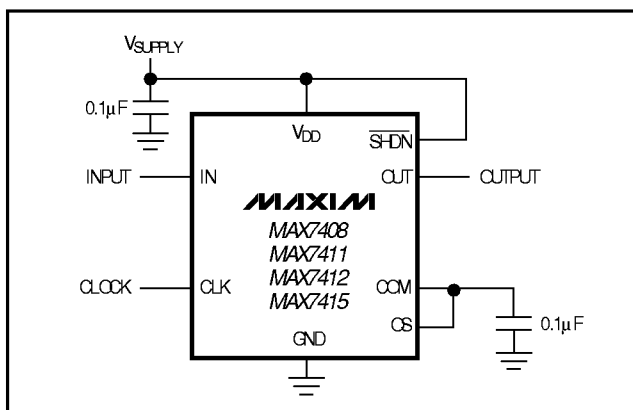 VSUPPLY
0.1µF
VDD
SHDN
INPUT
IN
OUT
OUTPUT
MAXIM
MAX7408
MAX7411
MAX7412
MAX7415
CLOCK
CLK
COM
OS
0.1µF
GND